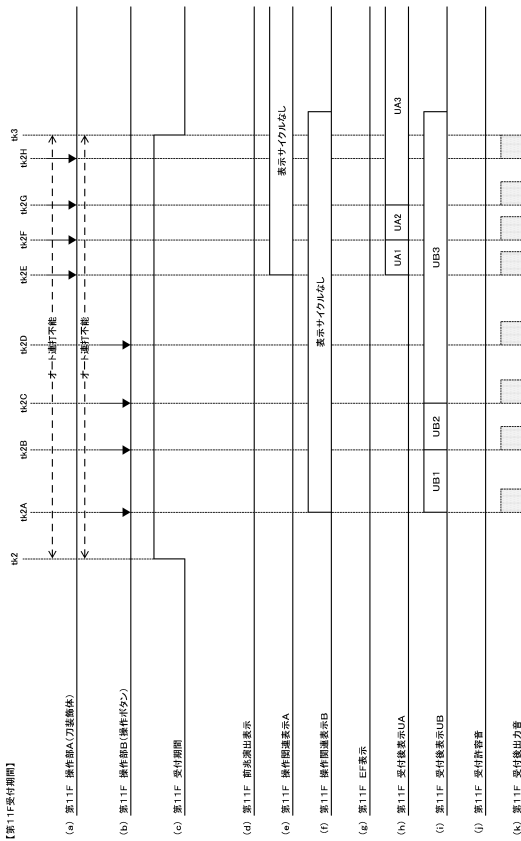 【第11F受付期間】
tk2
tk2A
tk2B
tk2C
tk2D
tk2E
tk2F
tk2G
tk2H
tk3
(a) 第11F 操作部A(刀装飾体)
オート連打不能
(b) 第11F 操作部B(操作ボタン)
オート連打不能
(c) 第11F 受付期間
(d) 第11F 前兆演出表示
(e) 第11F 操作関連表示A
表示サイクルなし
(f) 第11F 操作関連表示B
表示サイクルなし
(g) 第11F EF表示
(h) 第11F 受付後表示UA
UA1
UA2
UA3
(i) 第11F 受付後表示UB
UB1
UB2
UB3
(j) 第11F 受付許容音
(k) 第11F 受付後出力音